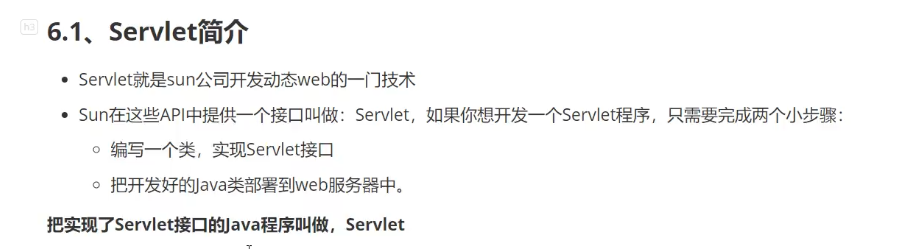 h3
6.1、Servlet简介
Servlet就是sun公司开发动态web的一门技术
Sun在这些API中提供一个接口叫做：Servlet，如果你想开发一个Servlet程序，只需要完成两个小步骤：
编写一个类，实现Servlet接口
把开发好的Java类部署到web服务器中。
把实现了Servlet接口的Java程序叫做，Servlet